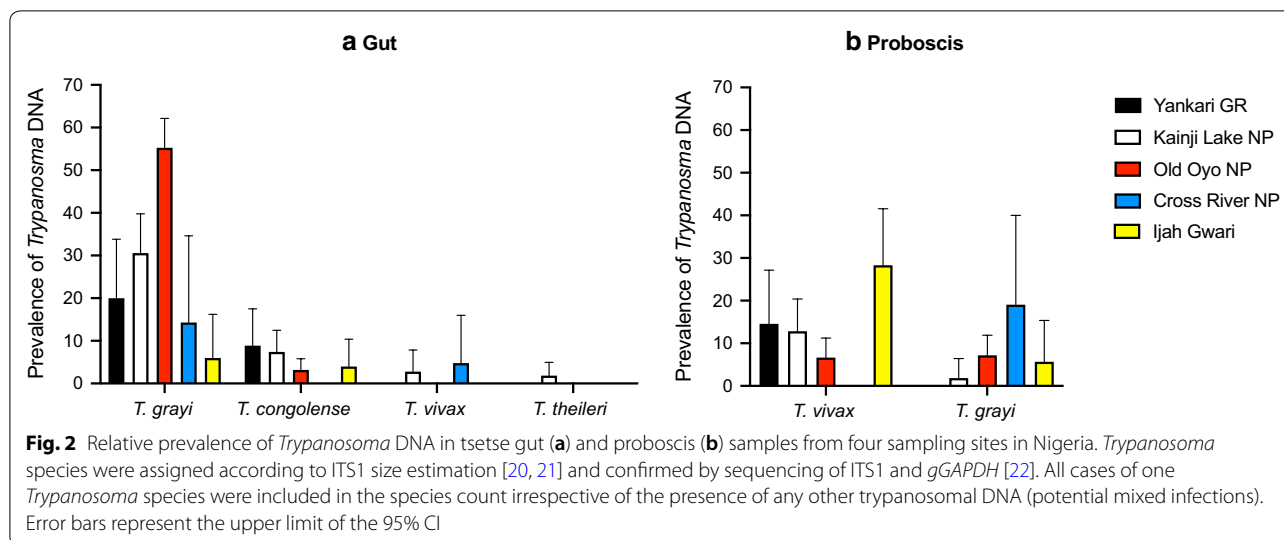 a Gut
b Proboscis
Prevalence of Trypanosma DNA
70
60
50
40
30
20
10
0
T. grayi
T. congolense
T. vivax
T. theileri
Prevalence of Trypanosma DNA
70
60
50
40
30
20
10
0
T. vivax
T. grayi
Yankari GR
Kainji Lake NP
Old Oyo NP
Cross River NP
Ijah Gwari
Fig. 2 Relative prevalence of Trypanosoma DNA in tsetse gut (a) and proboscis (b) samples from four sampling sites in Nigeria. Trypanosoma
species were assigned according to ITS1 size estimation [20, 21] and confirmed by sequencing of ITS1 and gGAPDH [22]. All cases of one
Trypanosoma species were included in the species count irrespective of the presence of any other trypanosomal DNA (potential mixed infections).
Error bars represent the upper limit of the 95% CI